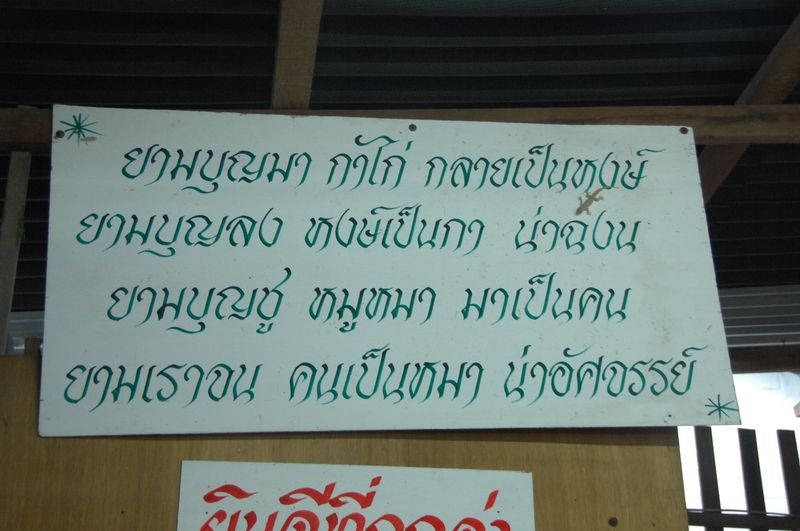 ยามบุญมา กาไก่ กลายเป็นหงษ์
ยามบุญลง หงษ์เป็นกา น่าฉงน
ยามบุญชู หมูหมา มาเป็นคน
ยามเราจน คนเป็นหมา น่าอัศจรรย์
ยินดีที่